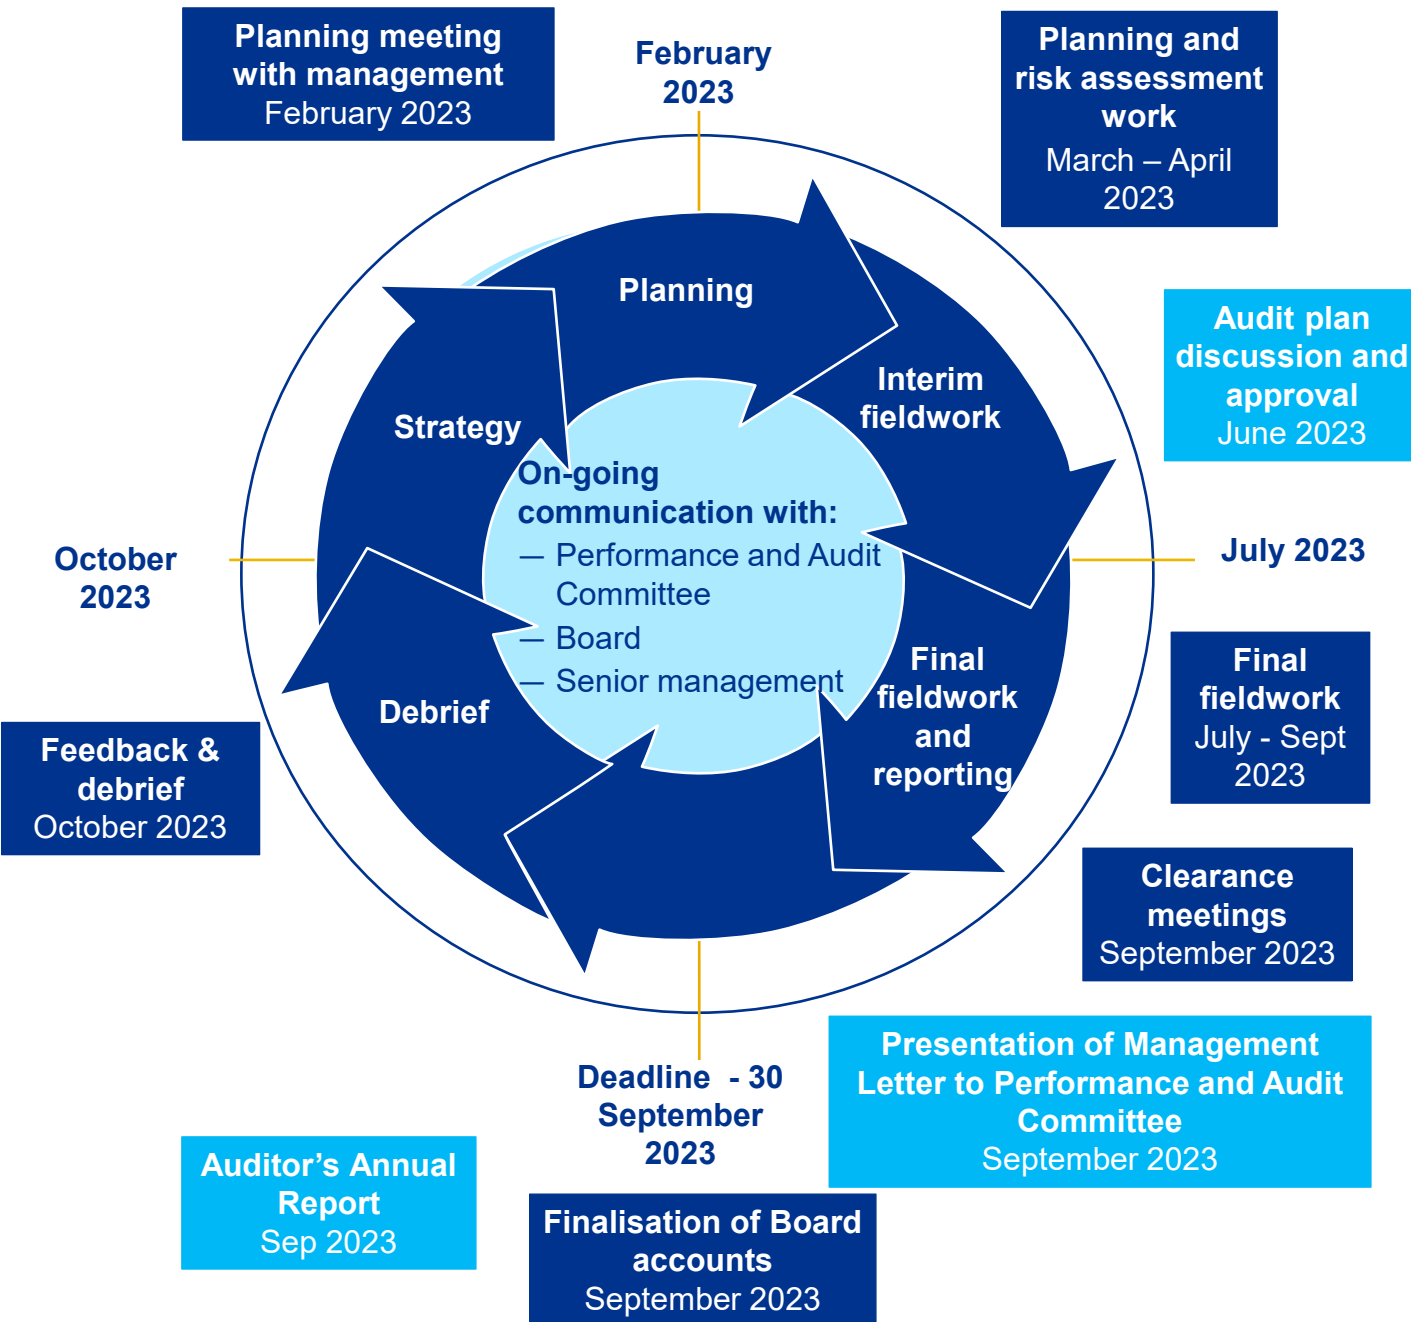 Planning meeting
with management
February 2023
February
2023
Planning and
risk assessment
work
March – April
2023
Audit plan
discussion and
approval
June 2023
July 2023
Final
fieldwork
July - Sept
2023
Clearance
meetings
September 2023
Presentation of Management
Letter to Performance and Audit
Committee
September 2023
Deadline - 30
September
2023
Finalisation of Board
accounts
September 2023
Auditor’s Annual
Report
Sep 2023
Feedback &
debrief
October 2023
October
2023
Planning
Interim
fieldwork
Final
fieldwork
and
reporting
Debrief
Strategy
On-going
communication with:
— Performance and Audit
Committee
— Board
— Senior management